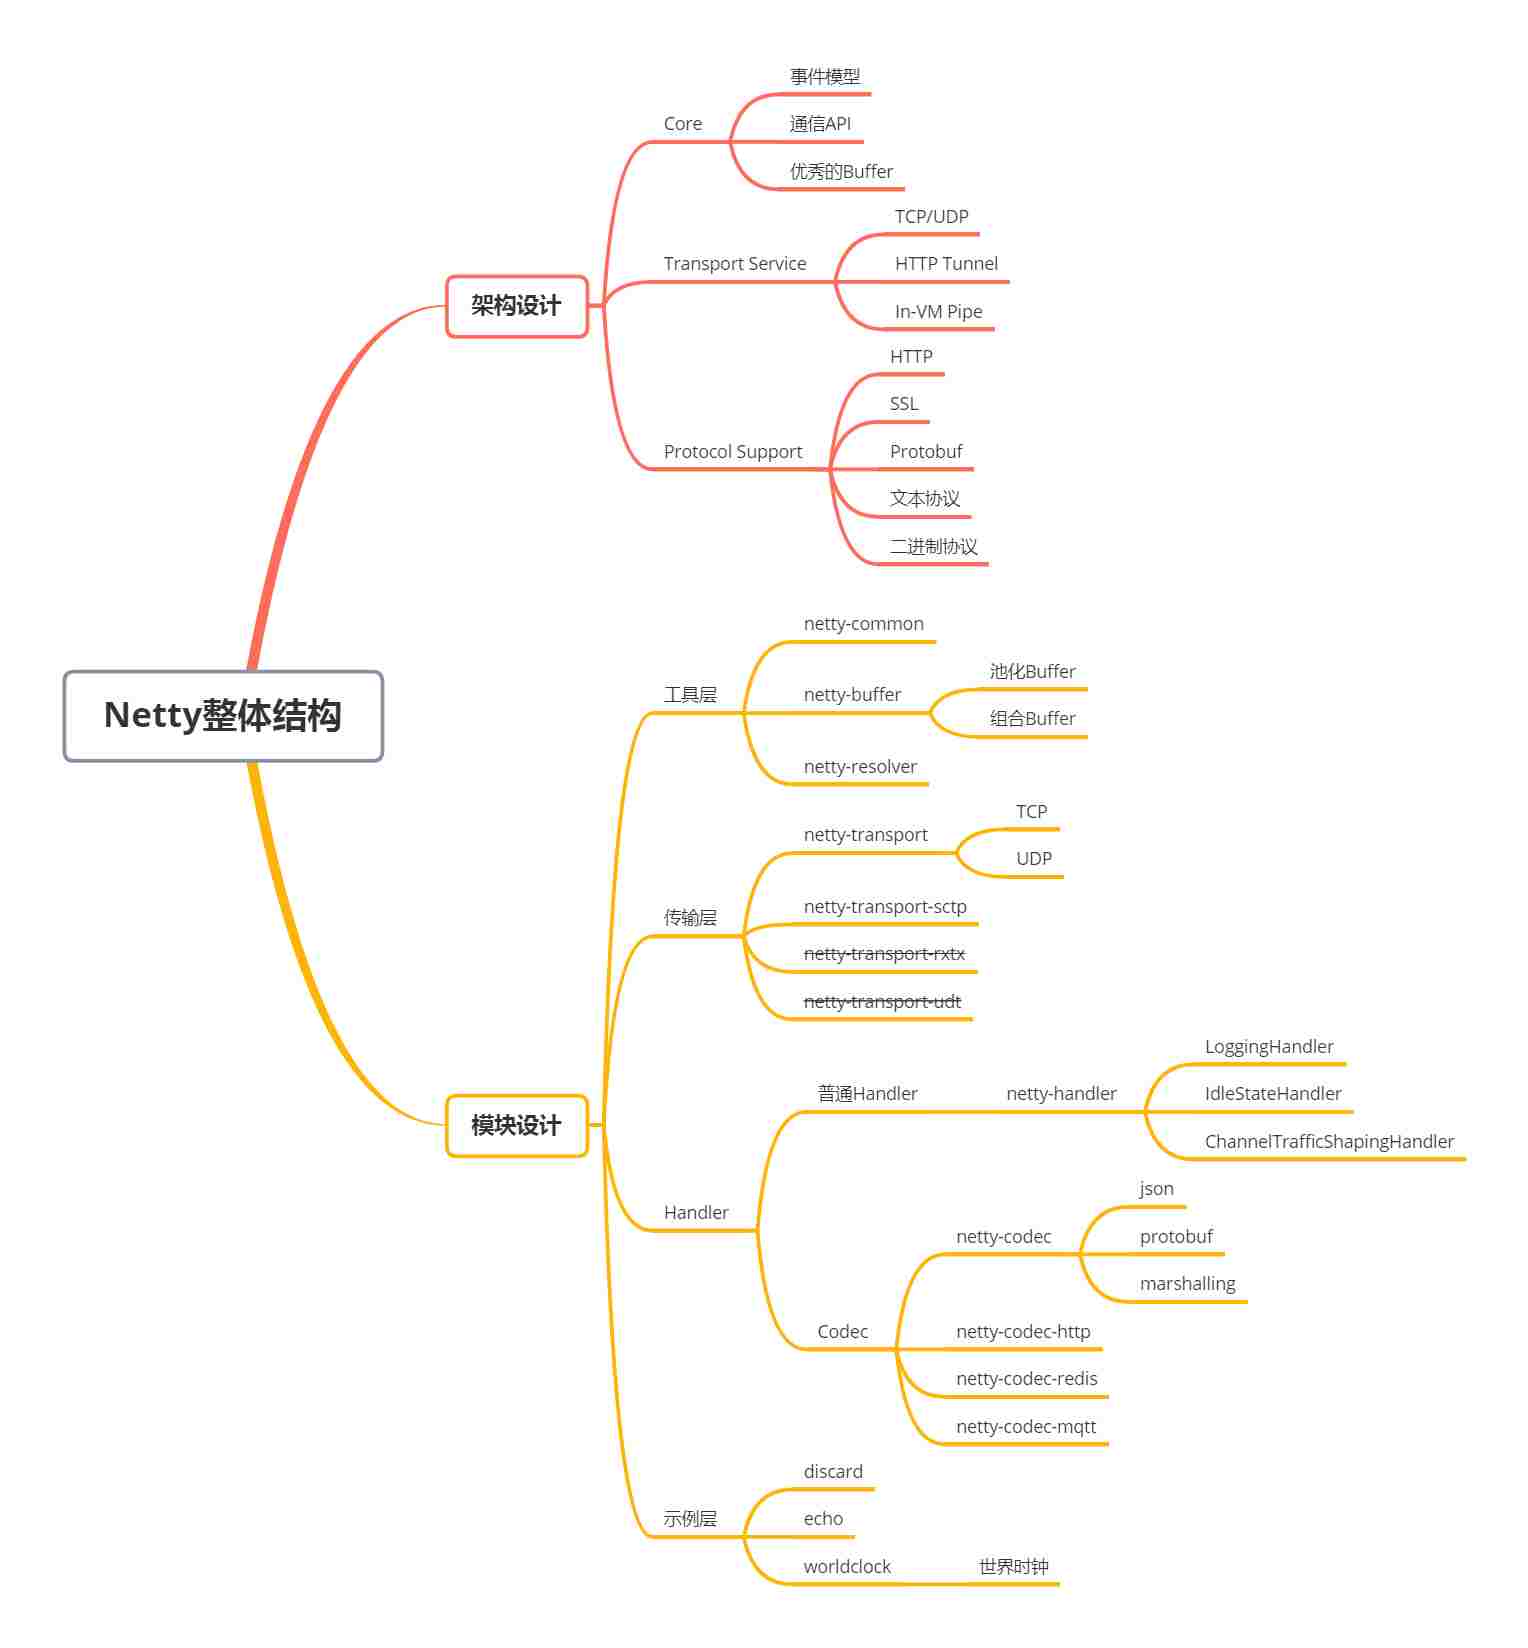 Netty整体结构
架构设计
Core
事件模型
通信API
优秀的Buffer
Transport Service
TCP/UDP
HTTP Tunnel
In-VM Pipe
Protocol Support
HTTP
SSL
Protobuf
文本协议
二进制协议
模块设计
工具层
netty-common
netty-buffer
池化Buffer
组合Buffer
netty-resolver
传输层
netty-transport
TCP
UDP
netty-transport-sctp
netty-transport-rxtx
netty-transport-udt
Handler
普通Handler
netty-handler
LoggingHandler
IdleStateHandler
ChannelTrafficShapingHandler
Codec
netty-codec
json
protobuf
marshalling
netty-codec-http
netty-codec-redis
netty-codec-mqtt
示例层
discard
echo
worldclock
世界时钟